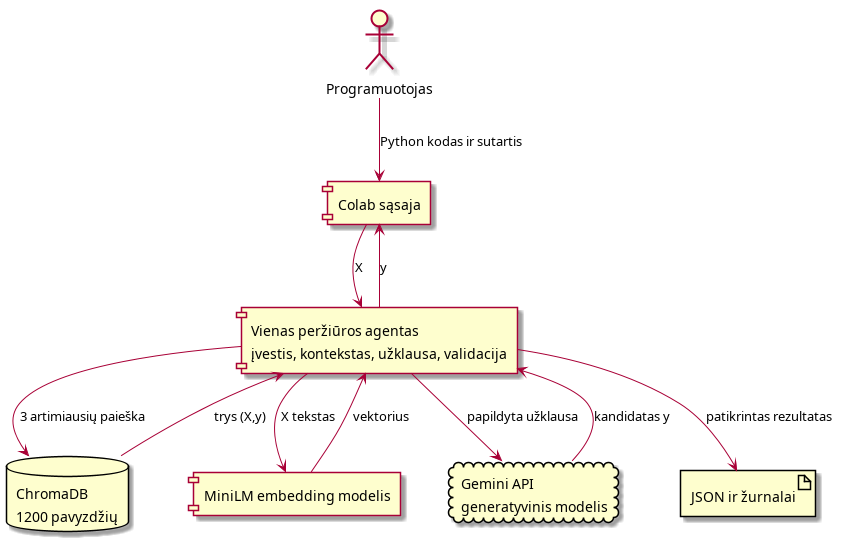 Programuotojas
Python kodas ir sutartis
Colab sąsaja
X
y
Vienas peržiūros agentas
įvestis, kontekstas, užklausa, validacija
3 artimiausių paieška
trys (X,y)
X tekstas
vektorius
papildyta užklausa
kandidatas y
patikrintas rezultatas
ChromaDB
1200 pavyzdžių
MiniLM embedding modelis
Gemini API
generatyvinis modelis
JSON ir žurnalai